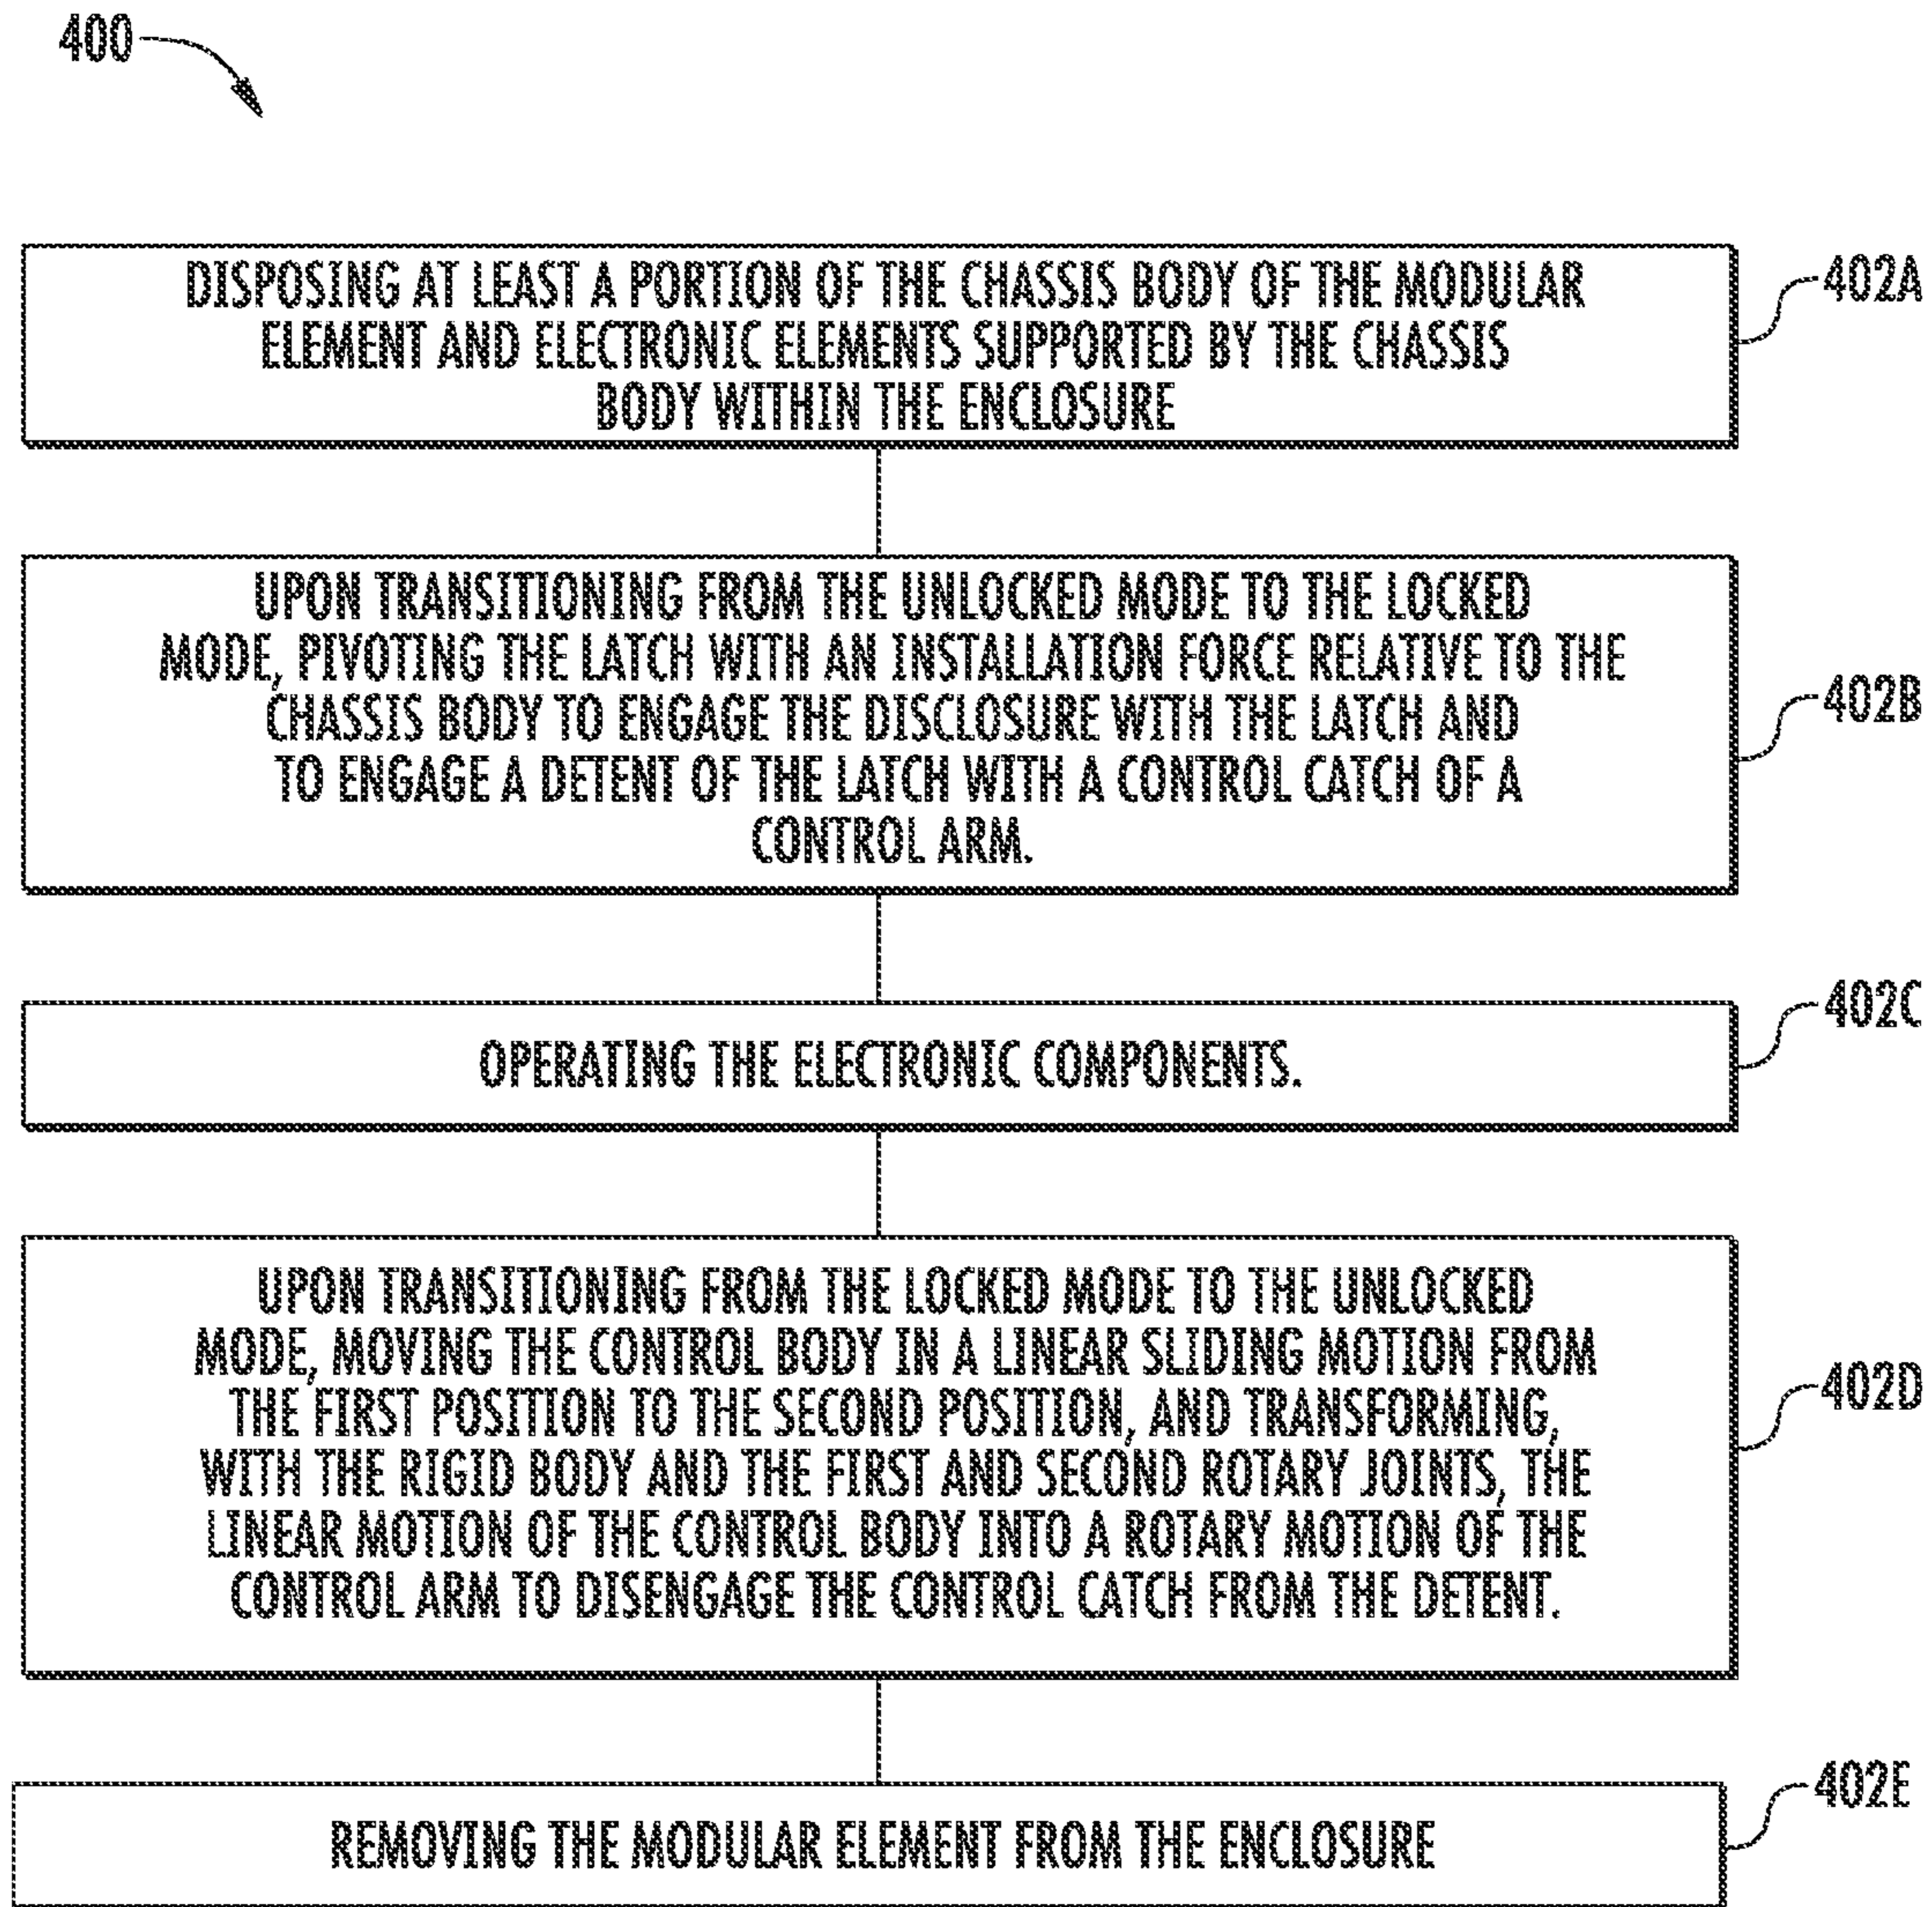 400
DISPOSING AT LEAST A PORTION OF THE CHASSIS BODY OF THE MODULAR
ELEMENT AND ELECTRONIC ELEMENTS SUPPORTED BY THE CHASSIS
BODY WITHIN THE ENCLOSURE
402A
UPON TRANSITIONING FROM THE UNLOCKED MODE TO THE LOCKED
MODE, PIVOTING THE LATCH WITH AN INSTALLATION FORCE RELATIVE TO THE
CHASSIS BODY TO ENGAGE THE DISCLOSURE WITH THE LATCH AND
TO ENGAGE A DETENT OF THE LATCH WITH A CONTROL CATCH OF A
CONTROL ARM.
402B
OPERATING THE ELECTRONIC COMPONENTS.
402C
UPON TRANSITIONING FROM THE LOCKED MODE TO THE UNLOCKED
MODE, MOVING THE CONTROL BODY IN A LINEAR SLIDING MOTION FROM
THE FIRST POSITION TO THE SECOND POSITION, AND TRANSFORMING,
WITH THE RIGID BODY AND THE FIRST AND SECOND ROTARY JOINTS, THE
LINEAR MOTION OF THE CONTROL BODY INTO A ROTARY MOTION OF THE
CONTROL ARM TO DISENGAGE THE CONTROL CATCH FROM THE DETENT.
402D
REMOVING THE MODULAR ELEMENT FROM THE ENCLOSURE
402E